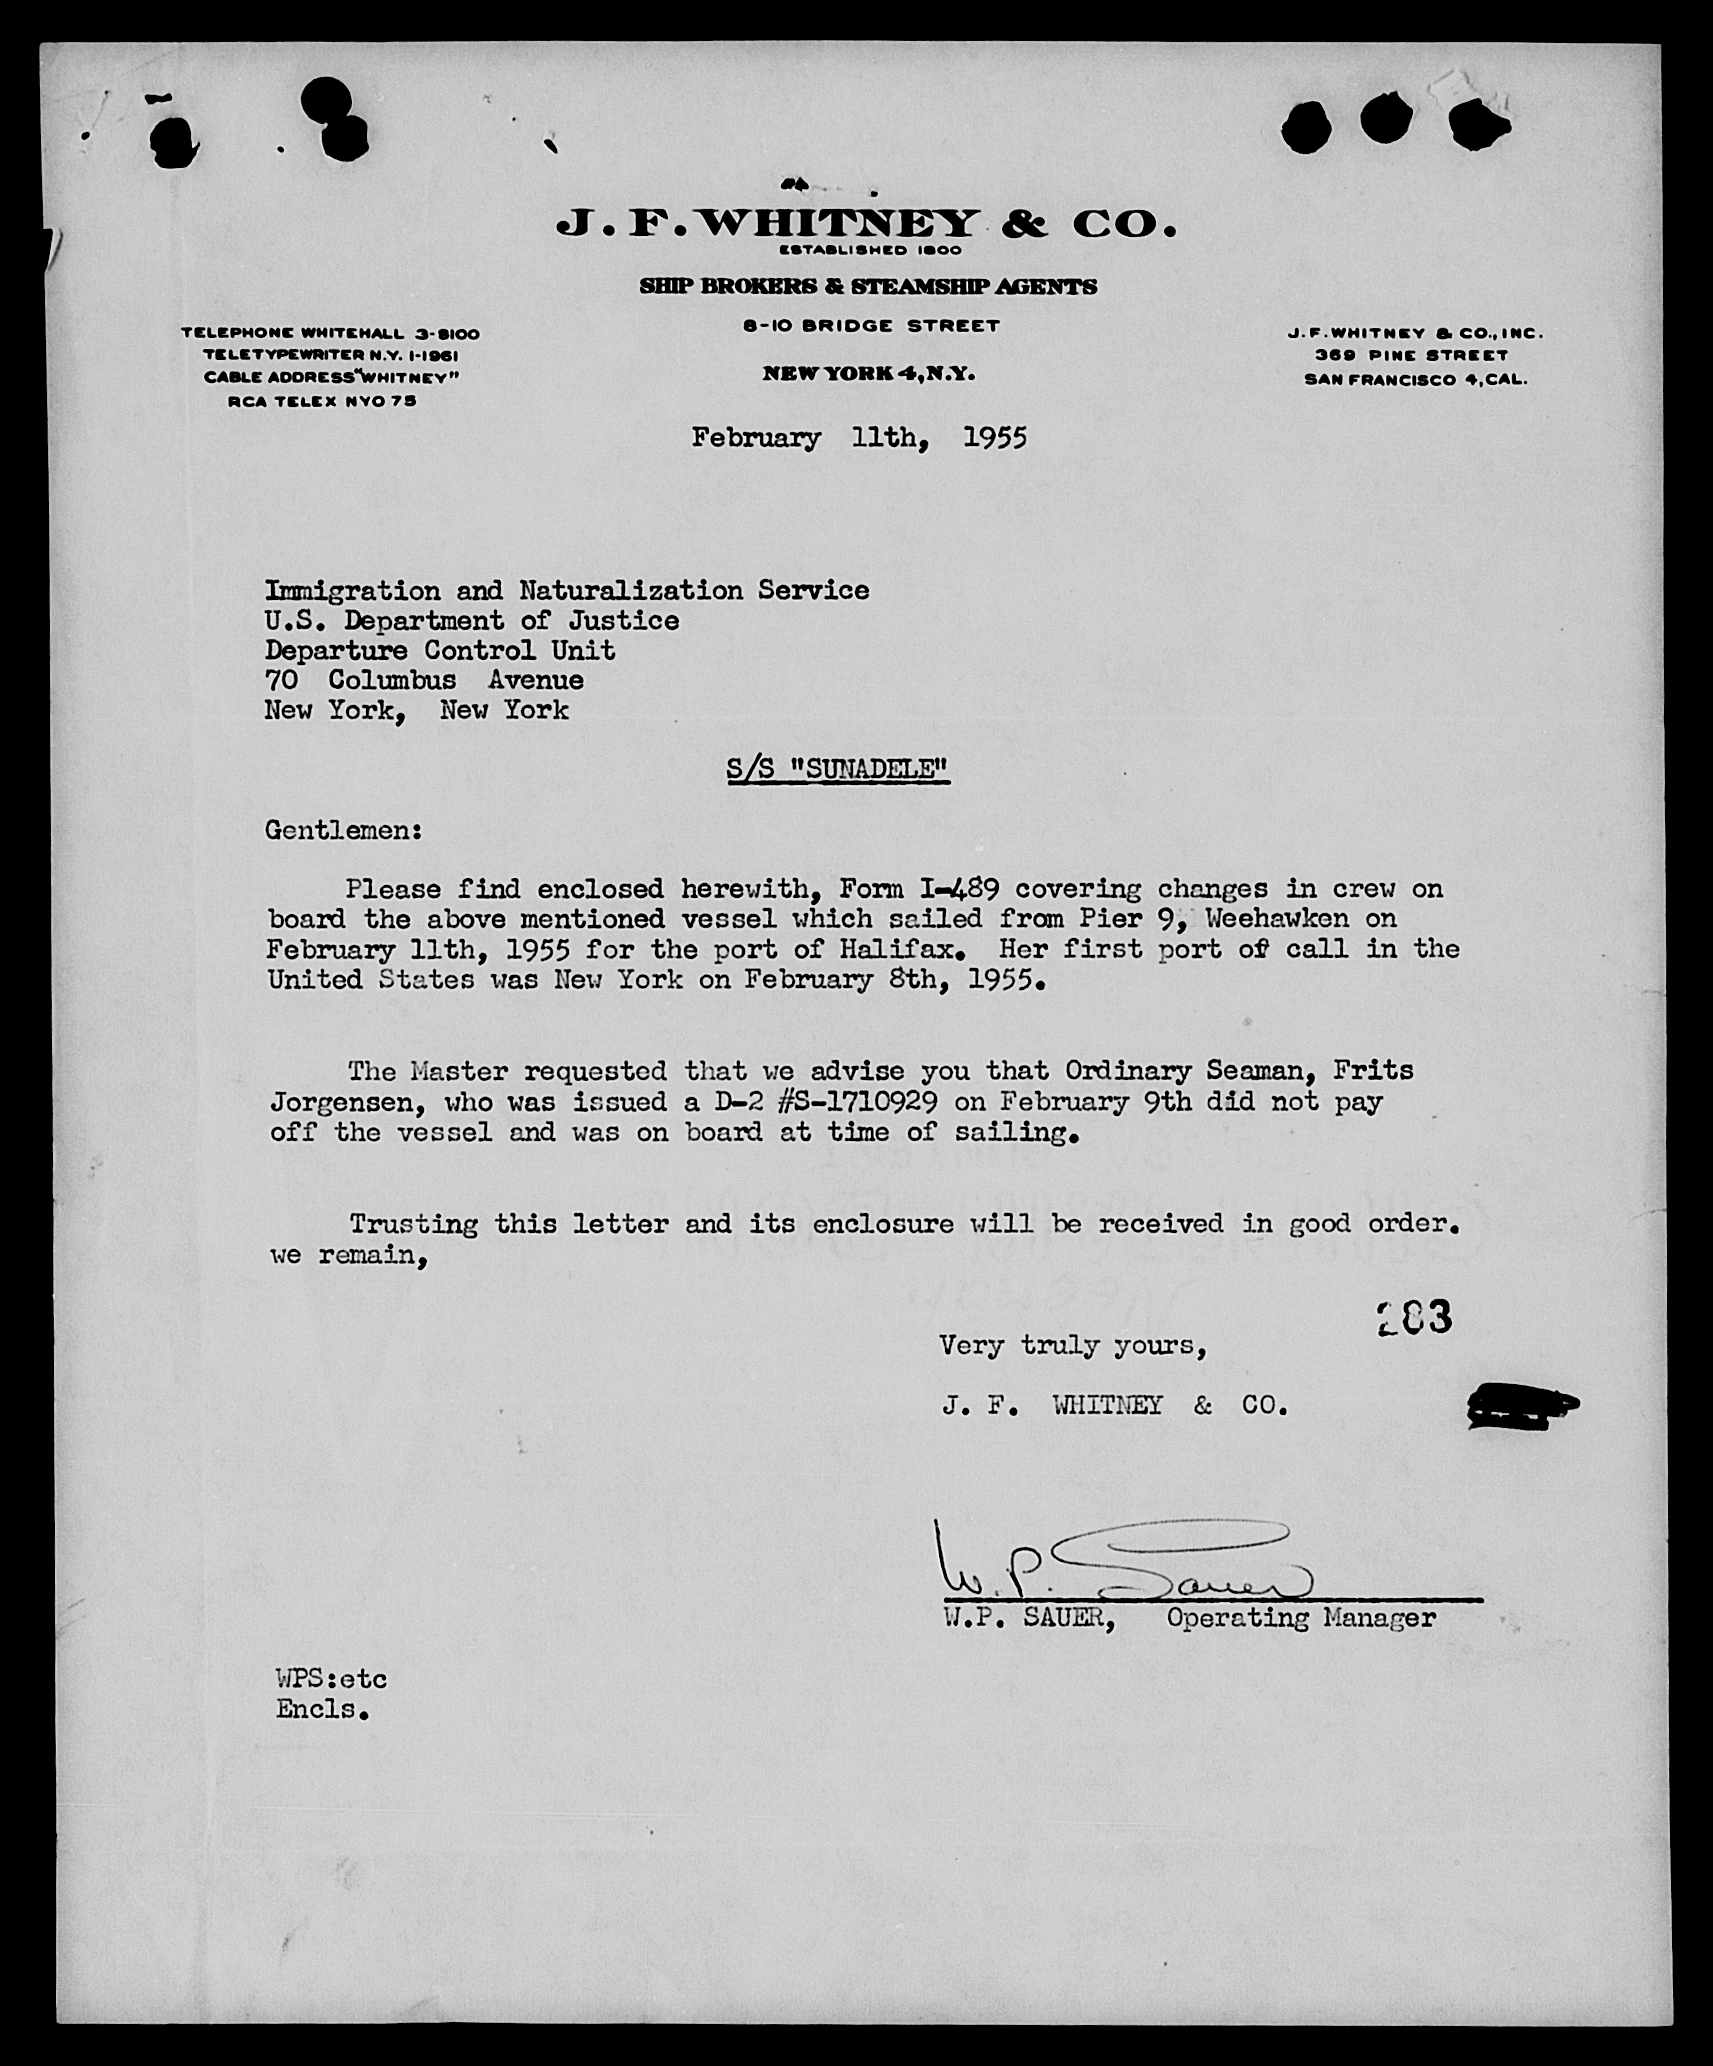 J. F. WHITNEY & CO.
ESTABLISHED 1800
SHIP BROKERS & STEAMSHIP AGENTS
8-10 BRIDGE STREET
NEW YORK 4, N.Y.
TELEPHONE WHITEHALL 3-8100
TELETYPEWRITER N.Y. 1-1961
CABLE ADDRESS "WHITNEY"
RCA TELEX NYO 75
J. F. WHITNEY & CO., INC.
369 PINE STREET
SAN FRANCISCO 4, CAL.
February 11th, 1955
Immigration and Naturalization Service
U.S. Department of Justice
Departure Control Unit
70 Columbus Avenue
New York, New York
S/S "SUNADELE"
Gentlemen:
Please find enclosed herewith, Form I-489 covering changes in crew on
board the above mentioned vessel which sailed from Pier 9, Weehawken on
February 11th, 1955 for the port of Halifax. Her first port of call in the
United States was New York on February 8th, 1955.
The Master requested that we advise you that Ordinary Seaman, Frits
Jorgensen, who was issued a D-2 #S-1710929 on February 9th did not pay
off the vessel and was on board at time of sailing.
Trusting this letter and its enclosure will be received in good order.
we remain,
Very truly yours,
J. F. WHITNEY & CO.
W. P. Sauer
W.P. SAUER, Operating Manager
WPS:etc
Encls.